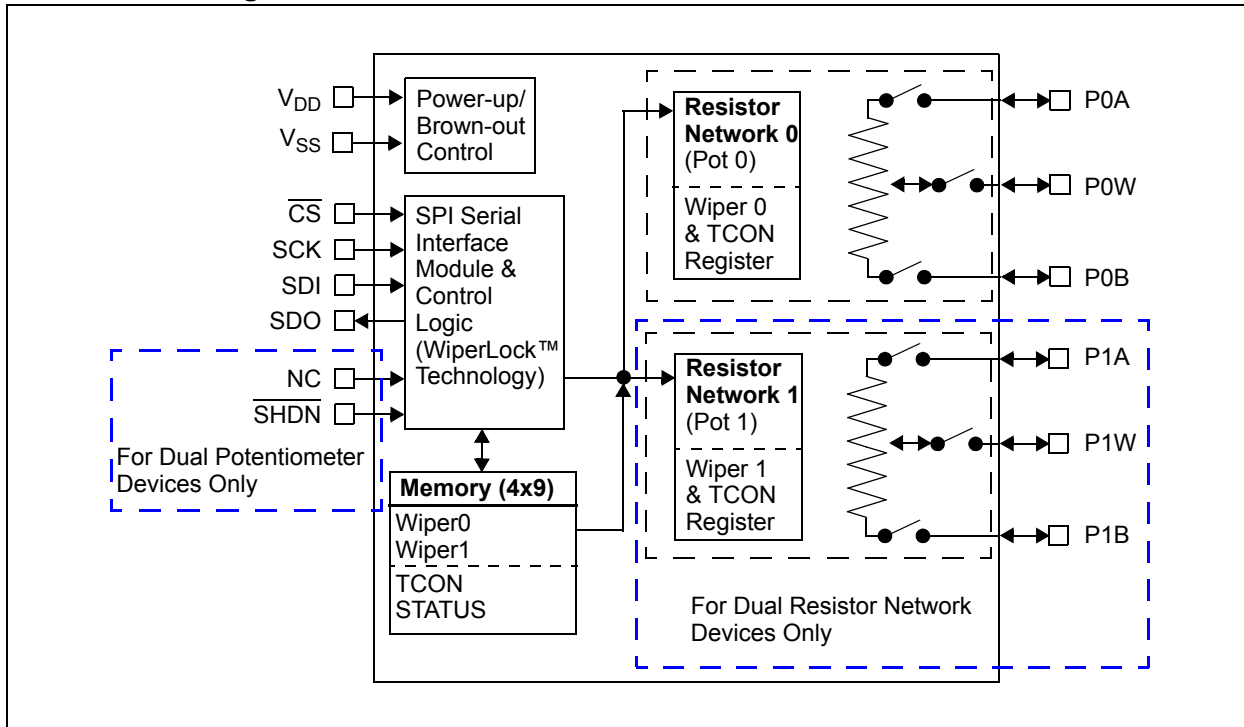 V_DD
V_SS
Power-up/
Brown-out
Control
CS
SCK
SDI
SDO
NC
SHDN
SPI Serial
Interface
Module &
Control
Logic
(WiperLock™
Technology)
For Dual Potentiometer
Devices Only
Memory (4x9)
Wiper0
Wiper1
TCON
STATUS
Resistor
Network 0
(Pot 0)
Wiper 0
& TCON
Register
P0A
P0W
P0B
Resistor
Network 1
(Pot 1)
Wiper 1
& TCON
Register
P1A
P1W
P1B
For Dual Resistor Network
Devices Only